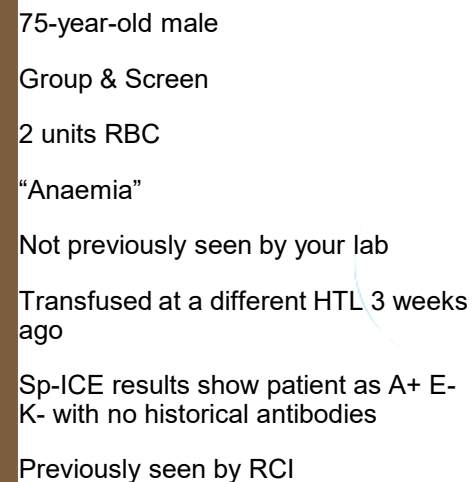 75-year-old male
Group & Screen
2 units RBC
“Anaemia”
Not previously seen by your lab
Transfused at a different HTL 3 weeks
ago
Sp-ICE results show patient as A+ E-
K- with no historical antibodies
Previously seen by RCI